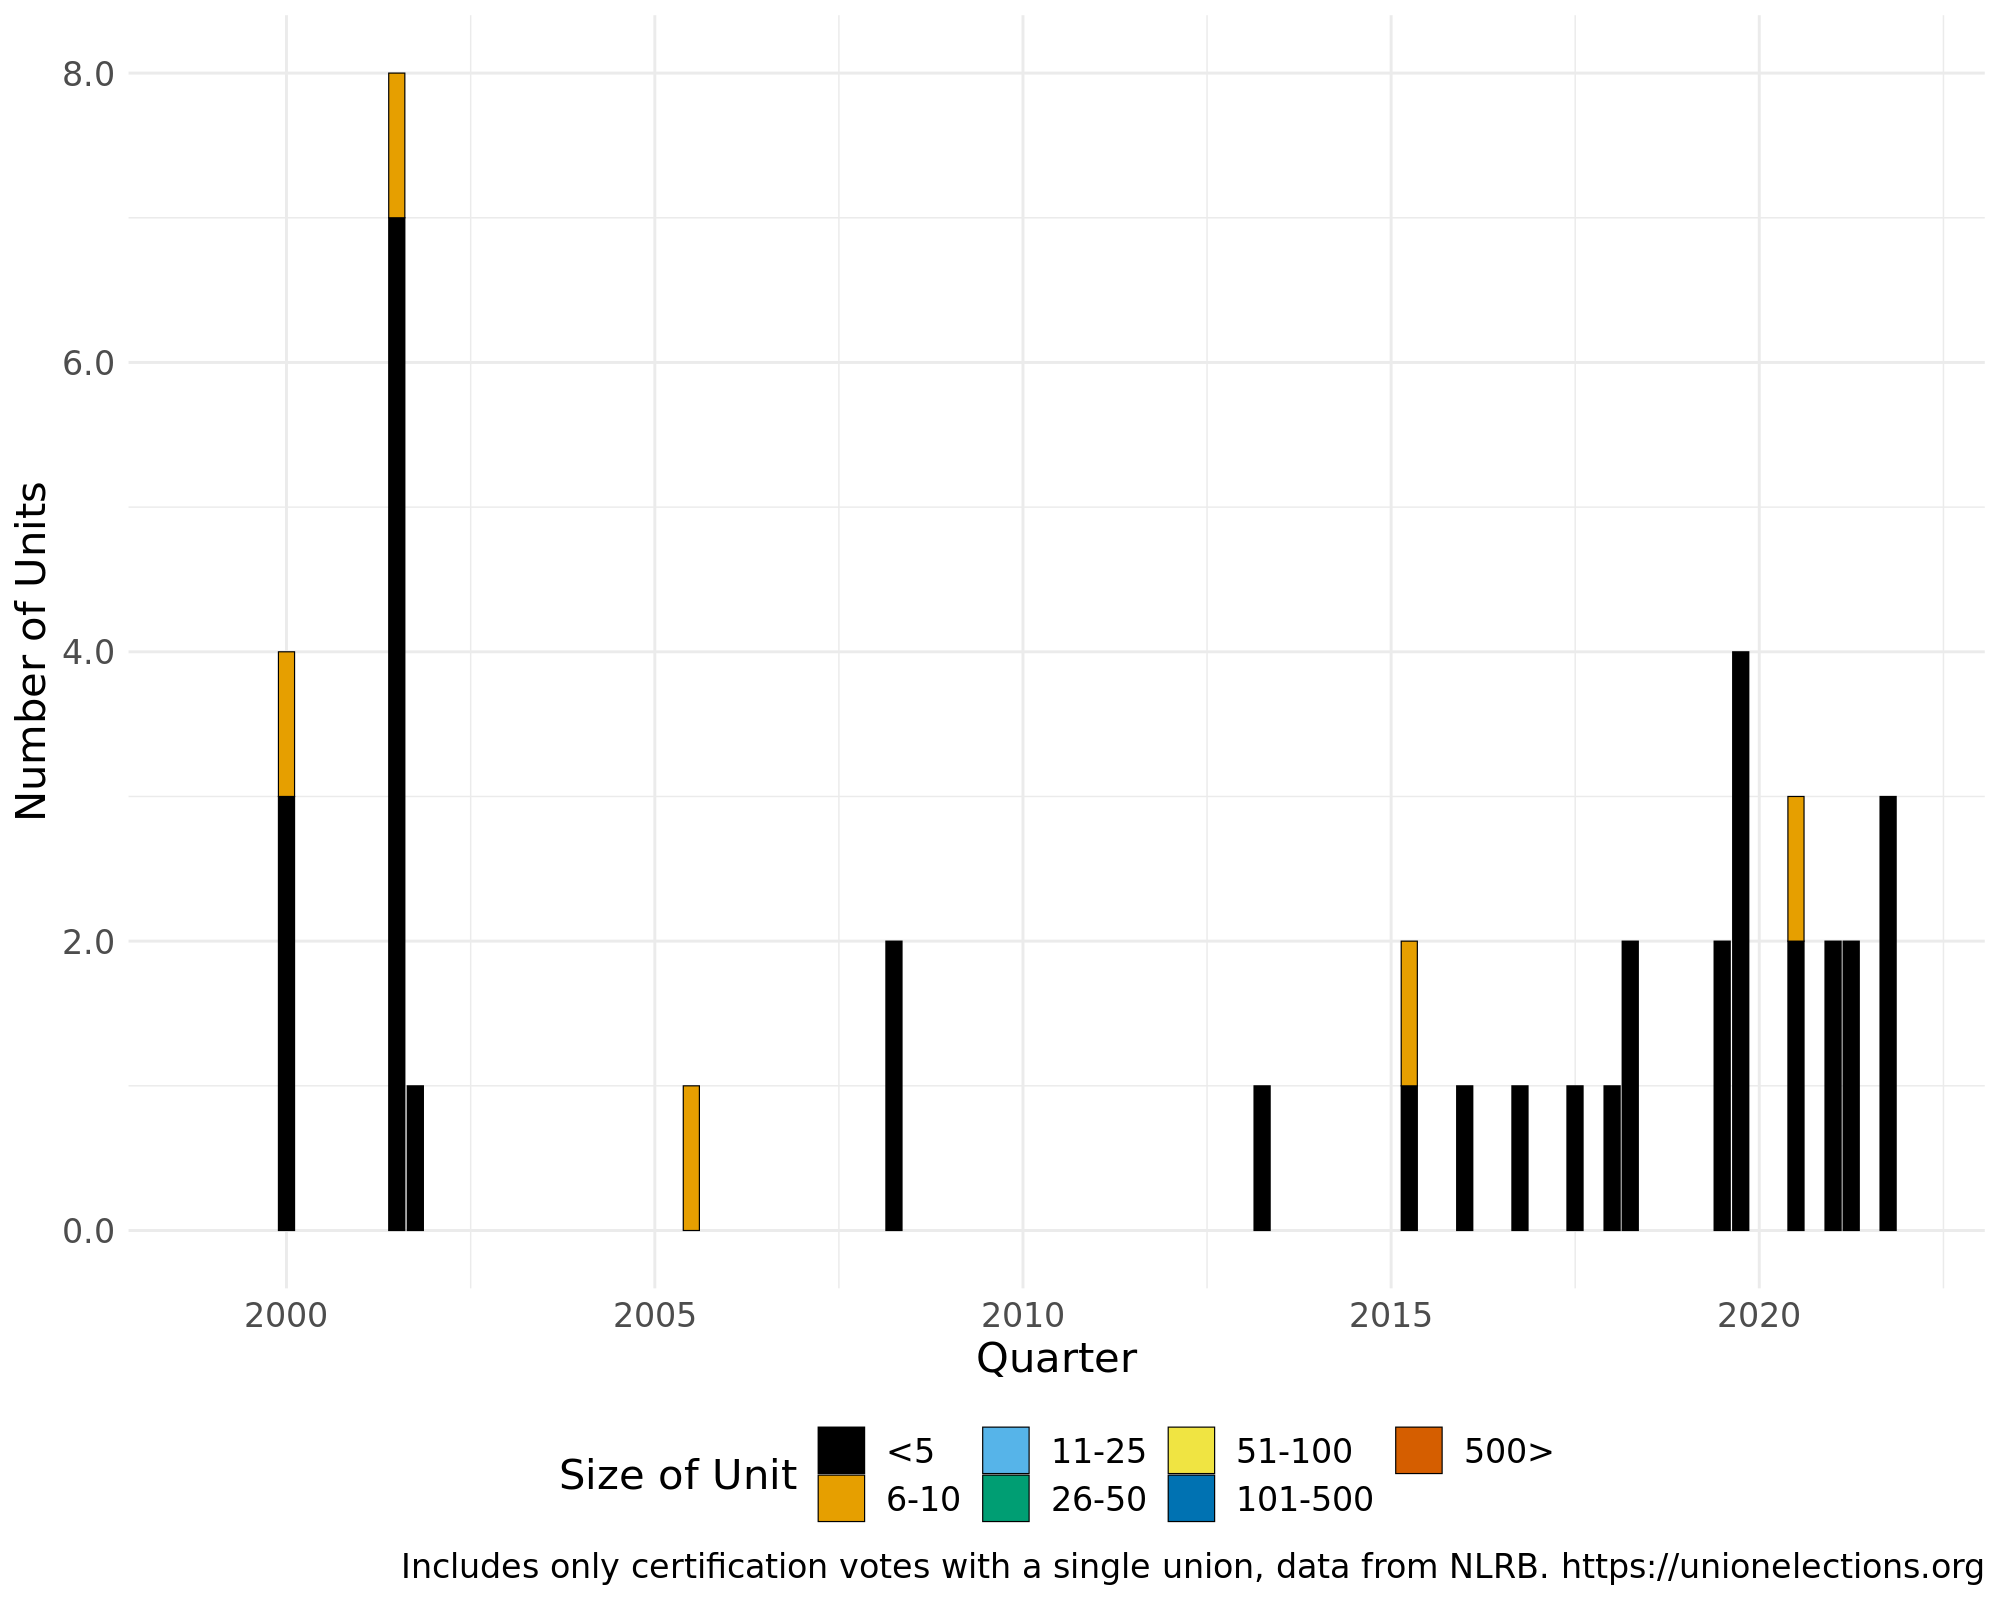 8.0
6.0
4.0
2.0
0.0
Number of Units
2000 2005 2010 2015 2020
Quarter
Size of Unit
<5 11-25 51-100 500>
6-10 26-50 101-500
Includes only certification votes with a single union, data from NLRB. https://unionelections.org